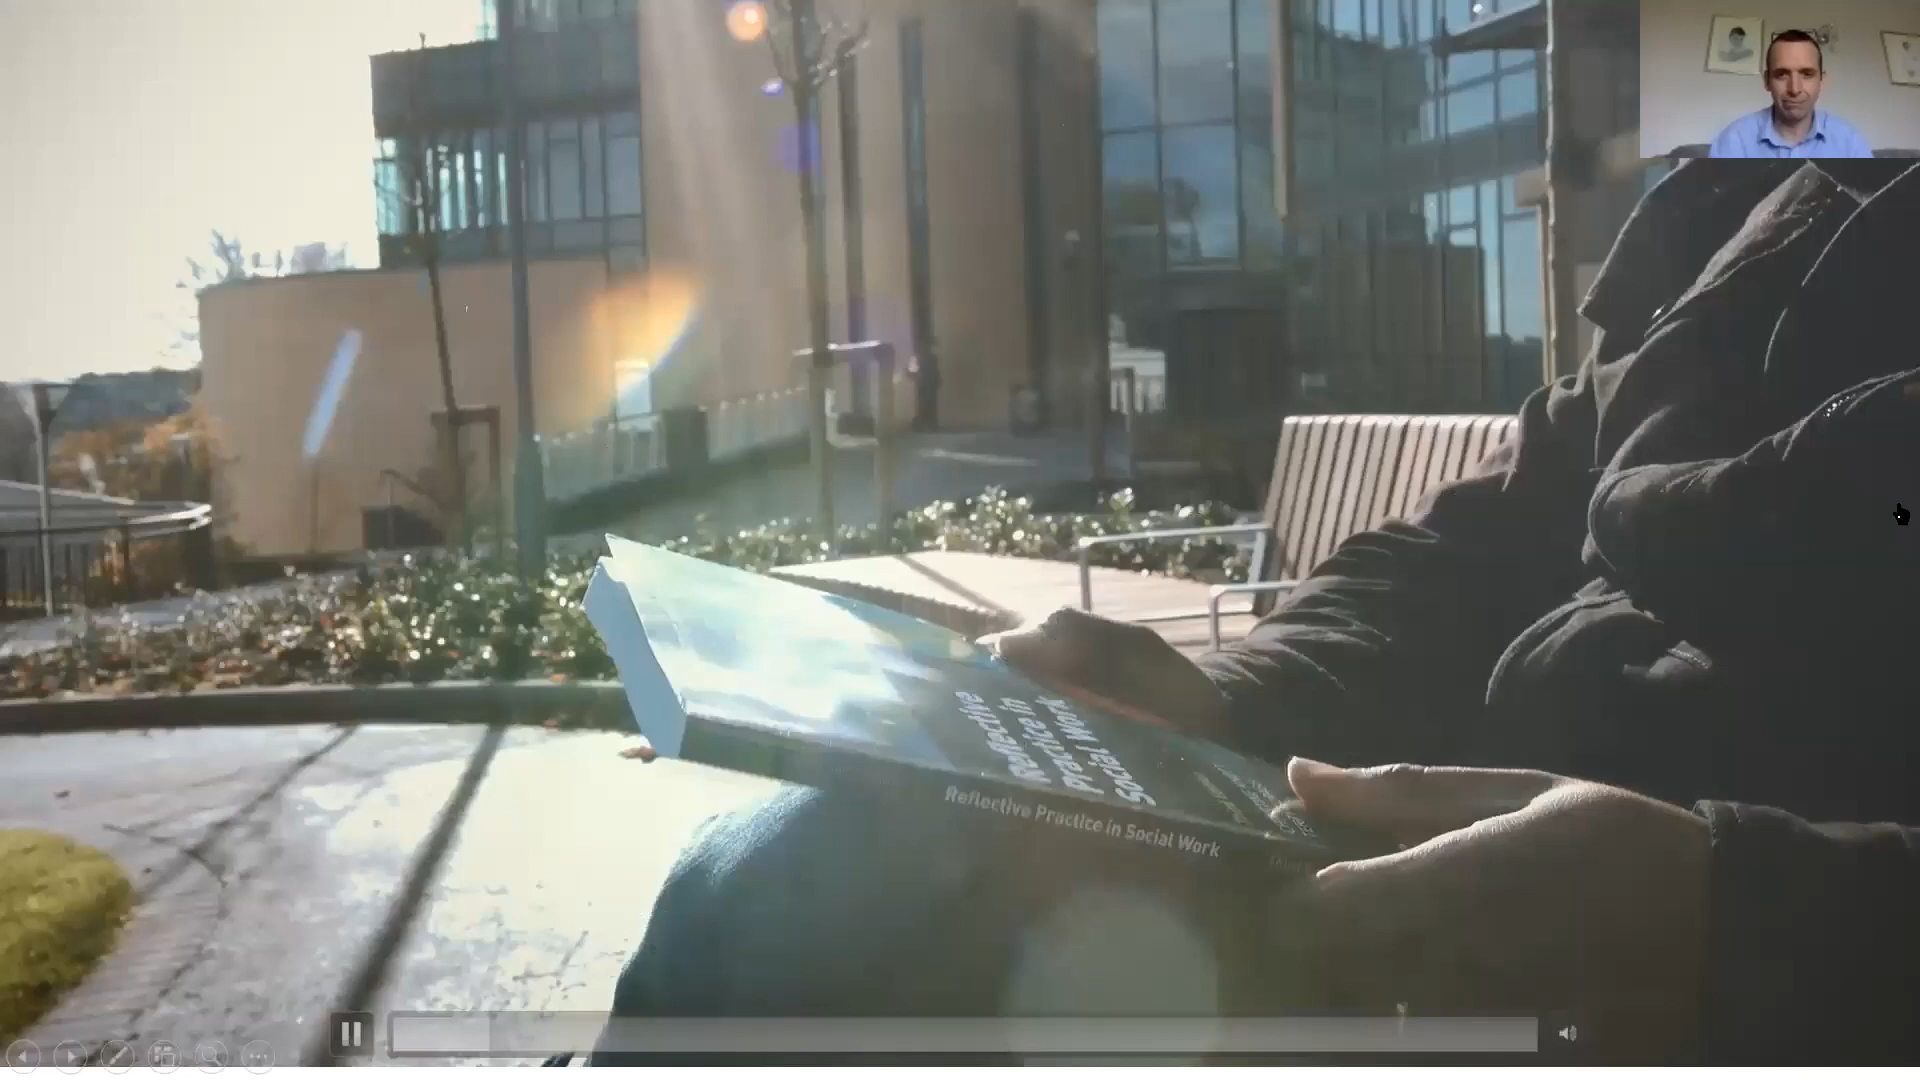 Reflective
Practice in
Social Work
Reflective Practice in Social Work